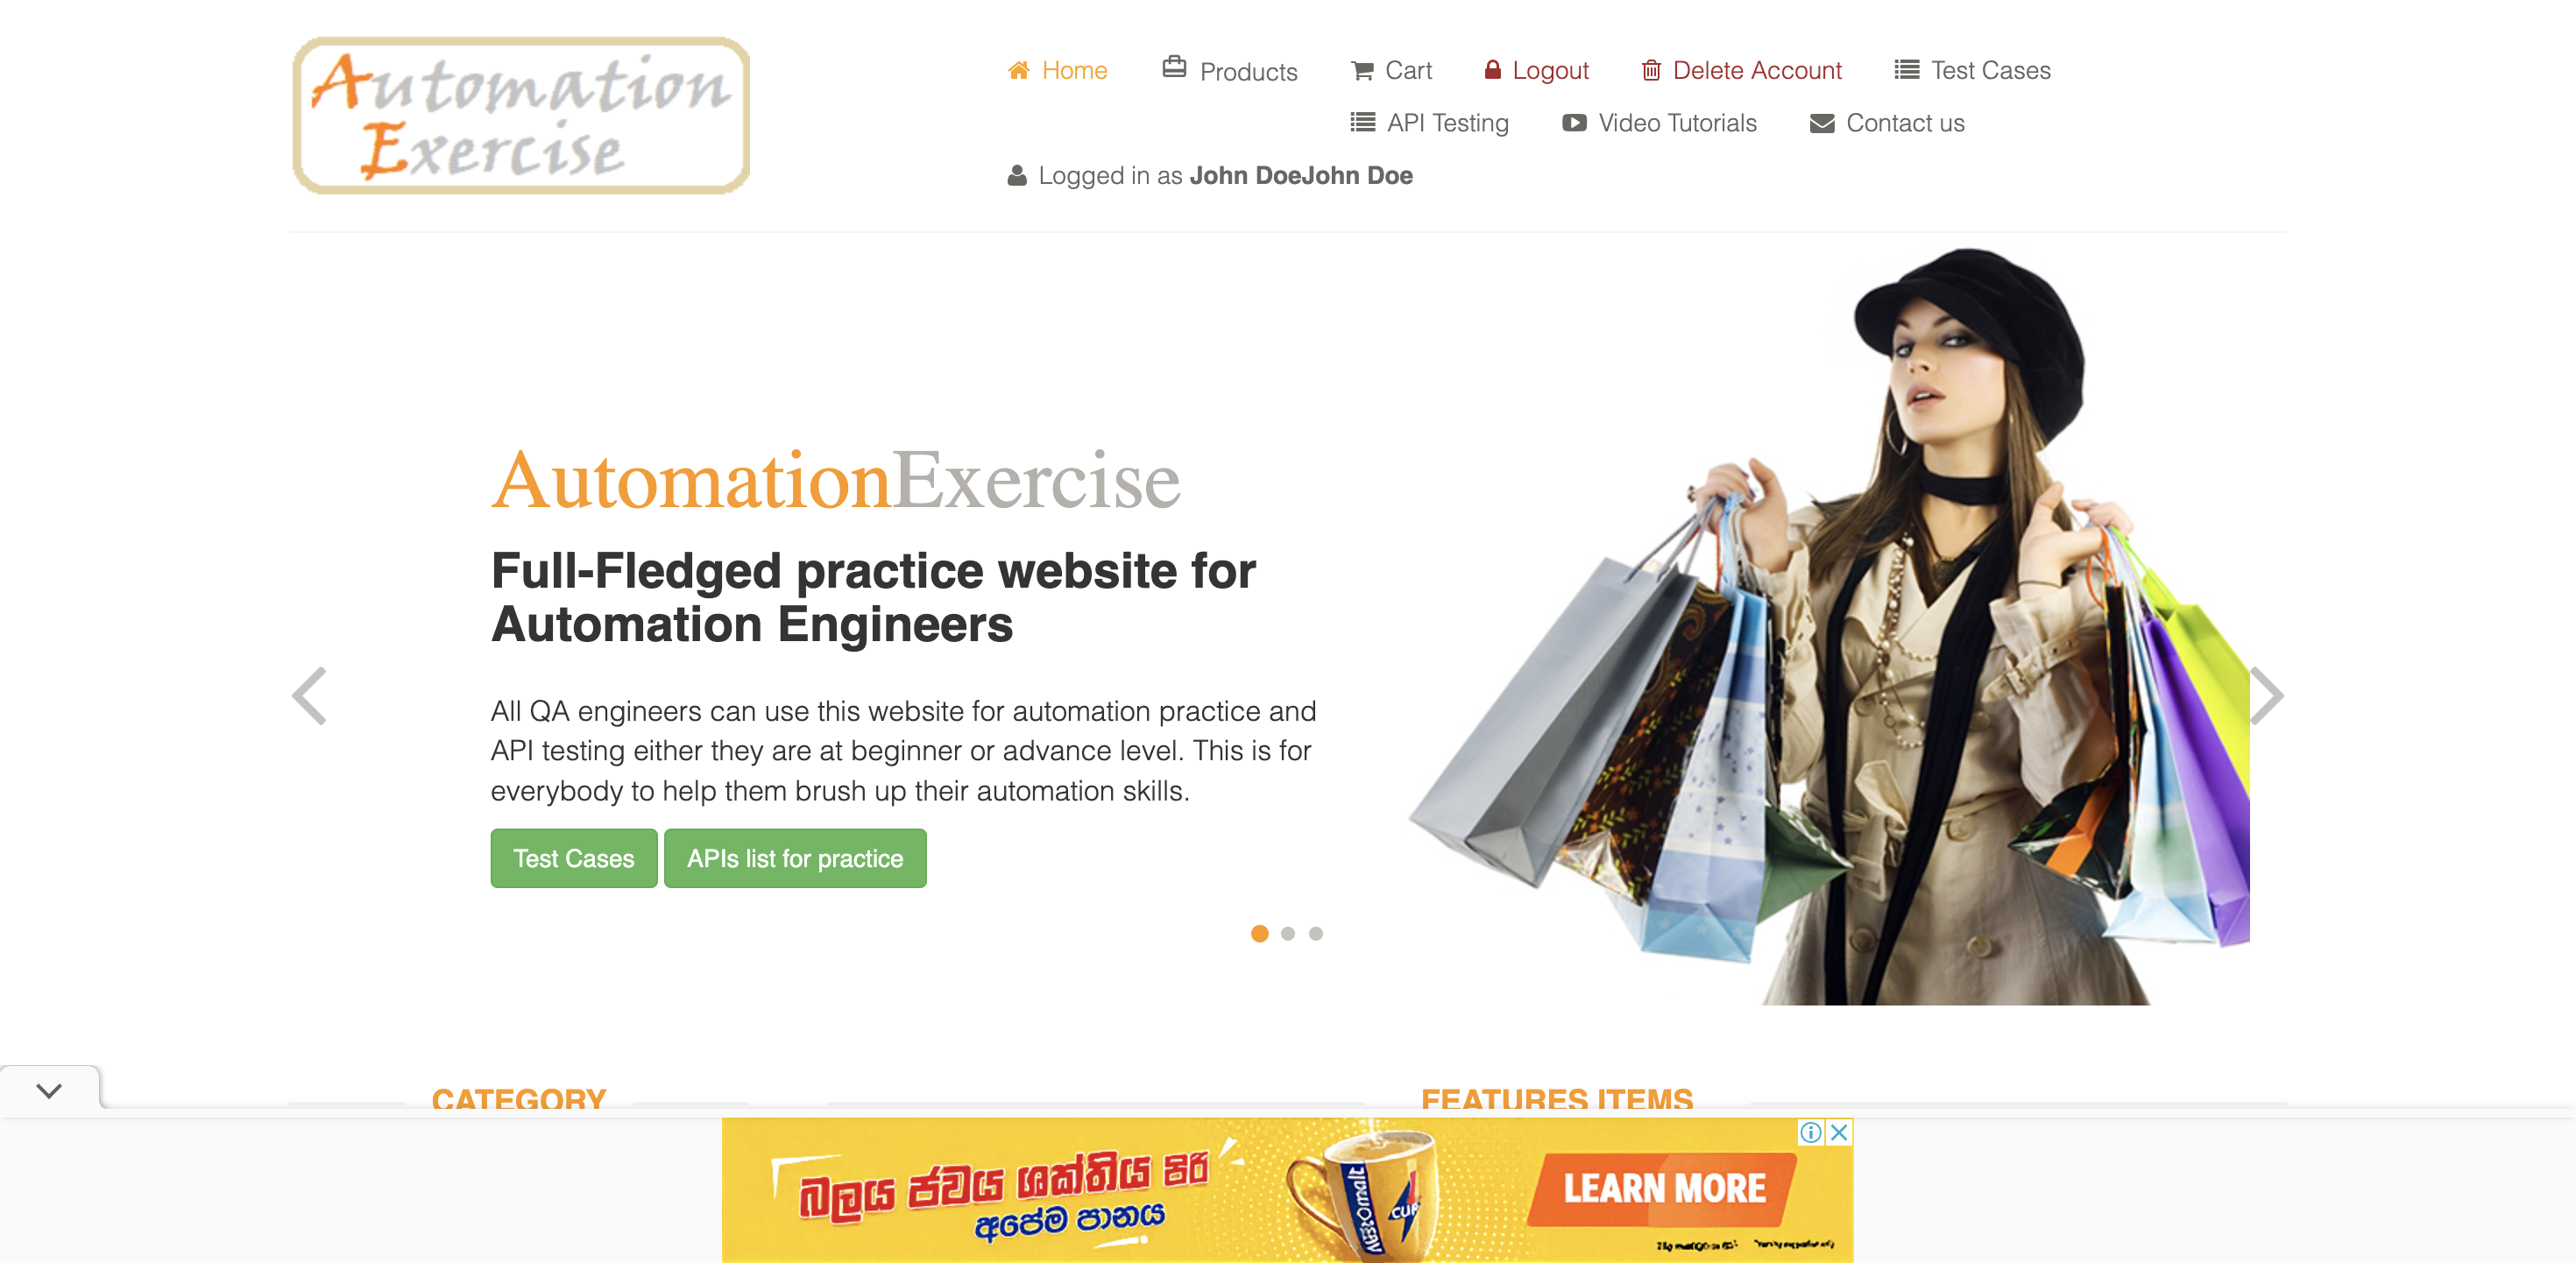 Automation
Exercise
Home
Products
Cart
Logout
Delete Account
Test Cases
API Testing
Video Tutorials
Contact us
Logged in as John DoeJohn Doe
AutomationExercise
Full-Fledged practice website for
Automation Engineers
All QA engineers can use this website for automation practice and
API testing either they are at beginner or advance level. This is for
everybody to help them brush up their automation skills.
Test Cases
APIs list for practice
CATEGORY
FEATURES ITEMS
බලය ජවය ශක්තිය පිරි
අපේම පානය
CUP
LEARN MORE